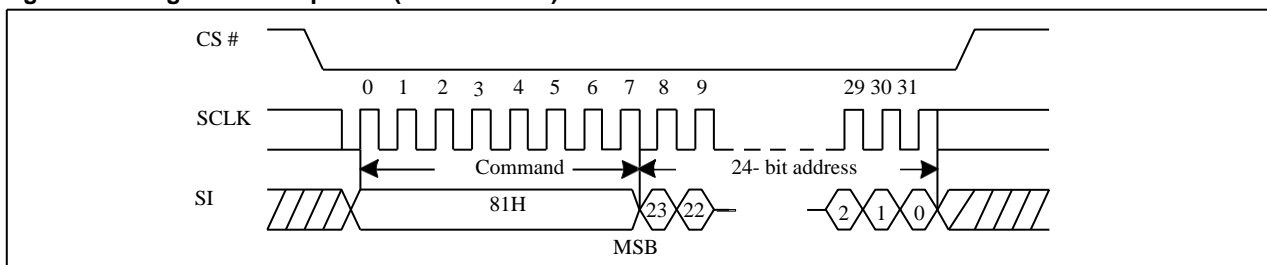 CS #
0 1 2 3 4 5 6 7 8 9 29 30 31
SCLK
Command 24- bit address
SI 81H 23 22 2 1 0
MSB